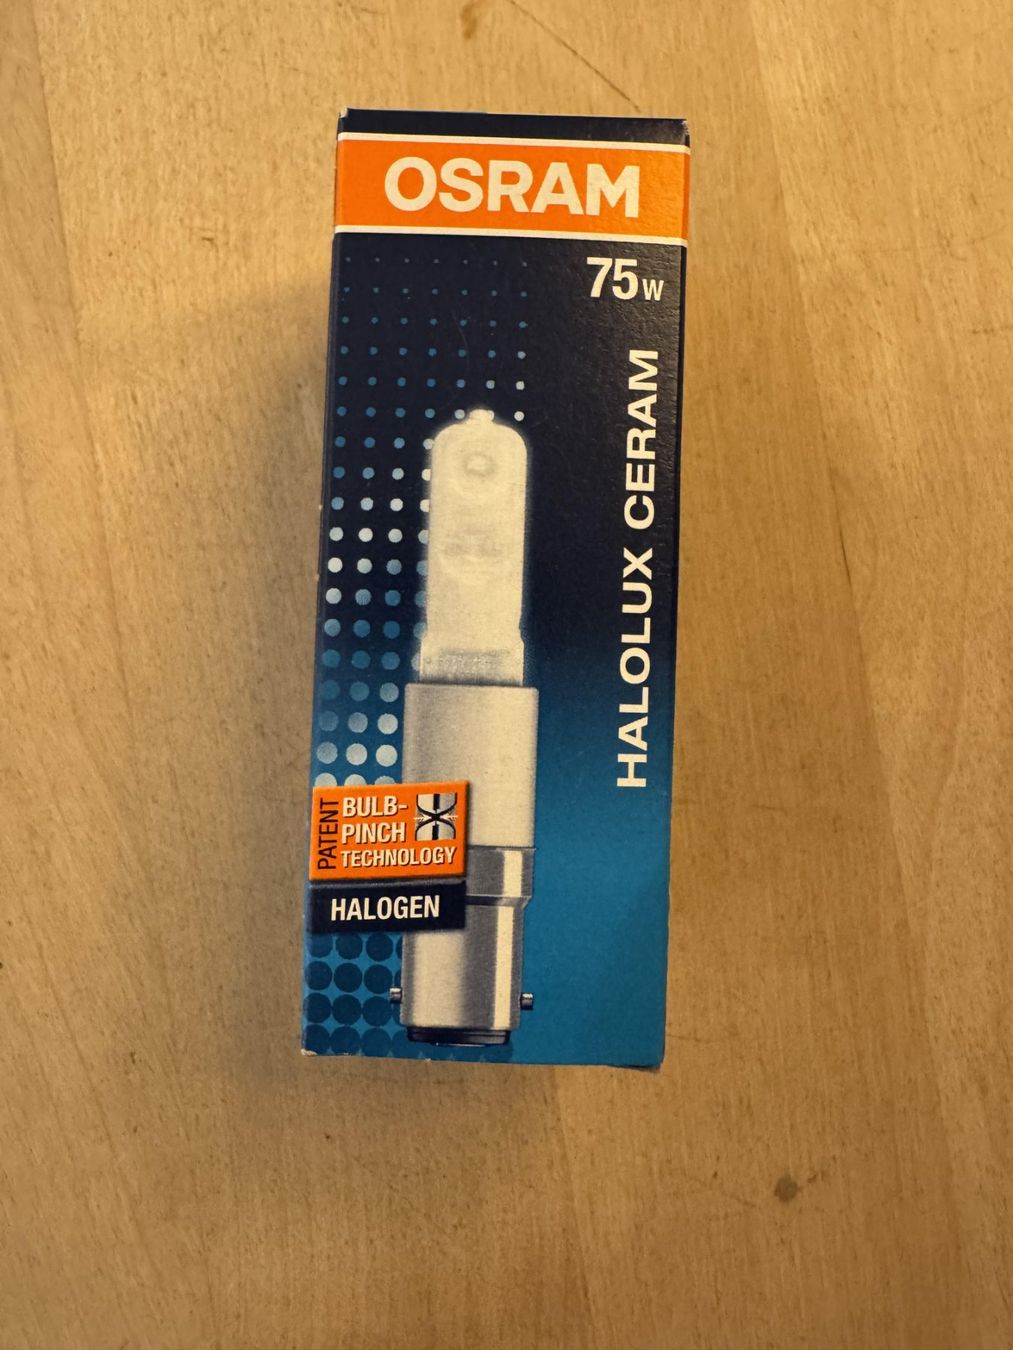 OSRAM
75W
HALOLUX CERAM
PATENT
BULB-
PINCH
TECHNOLOGY
HALOGEN